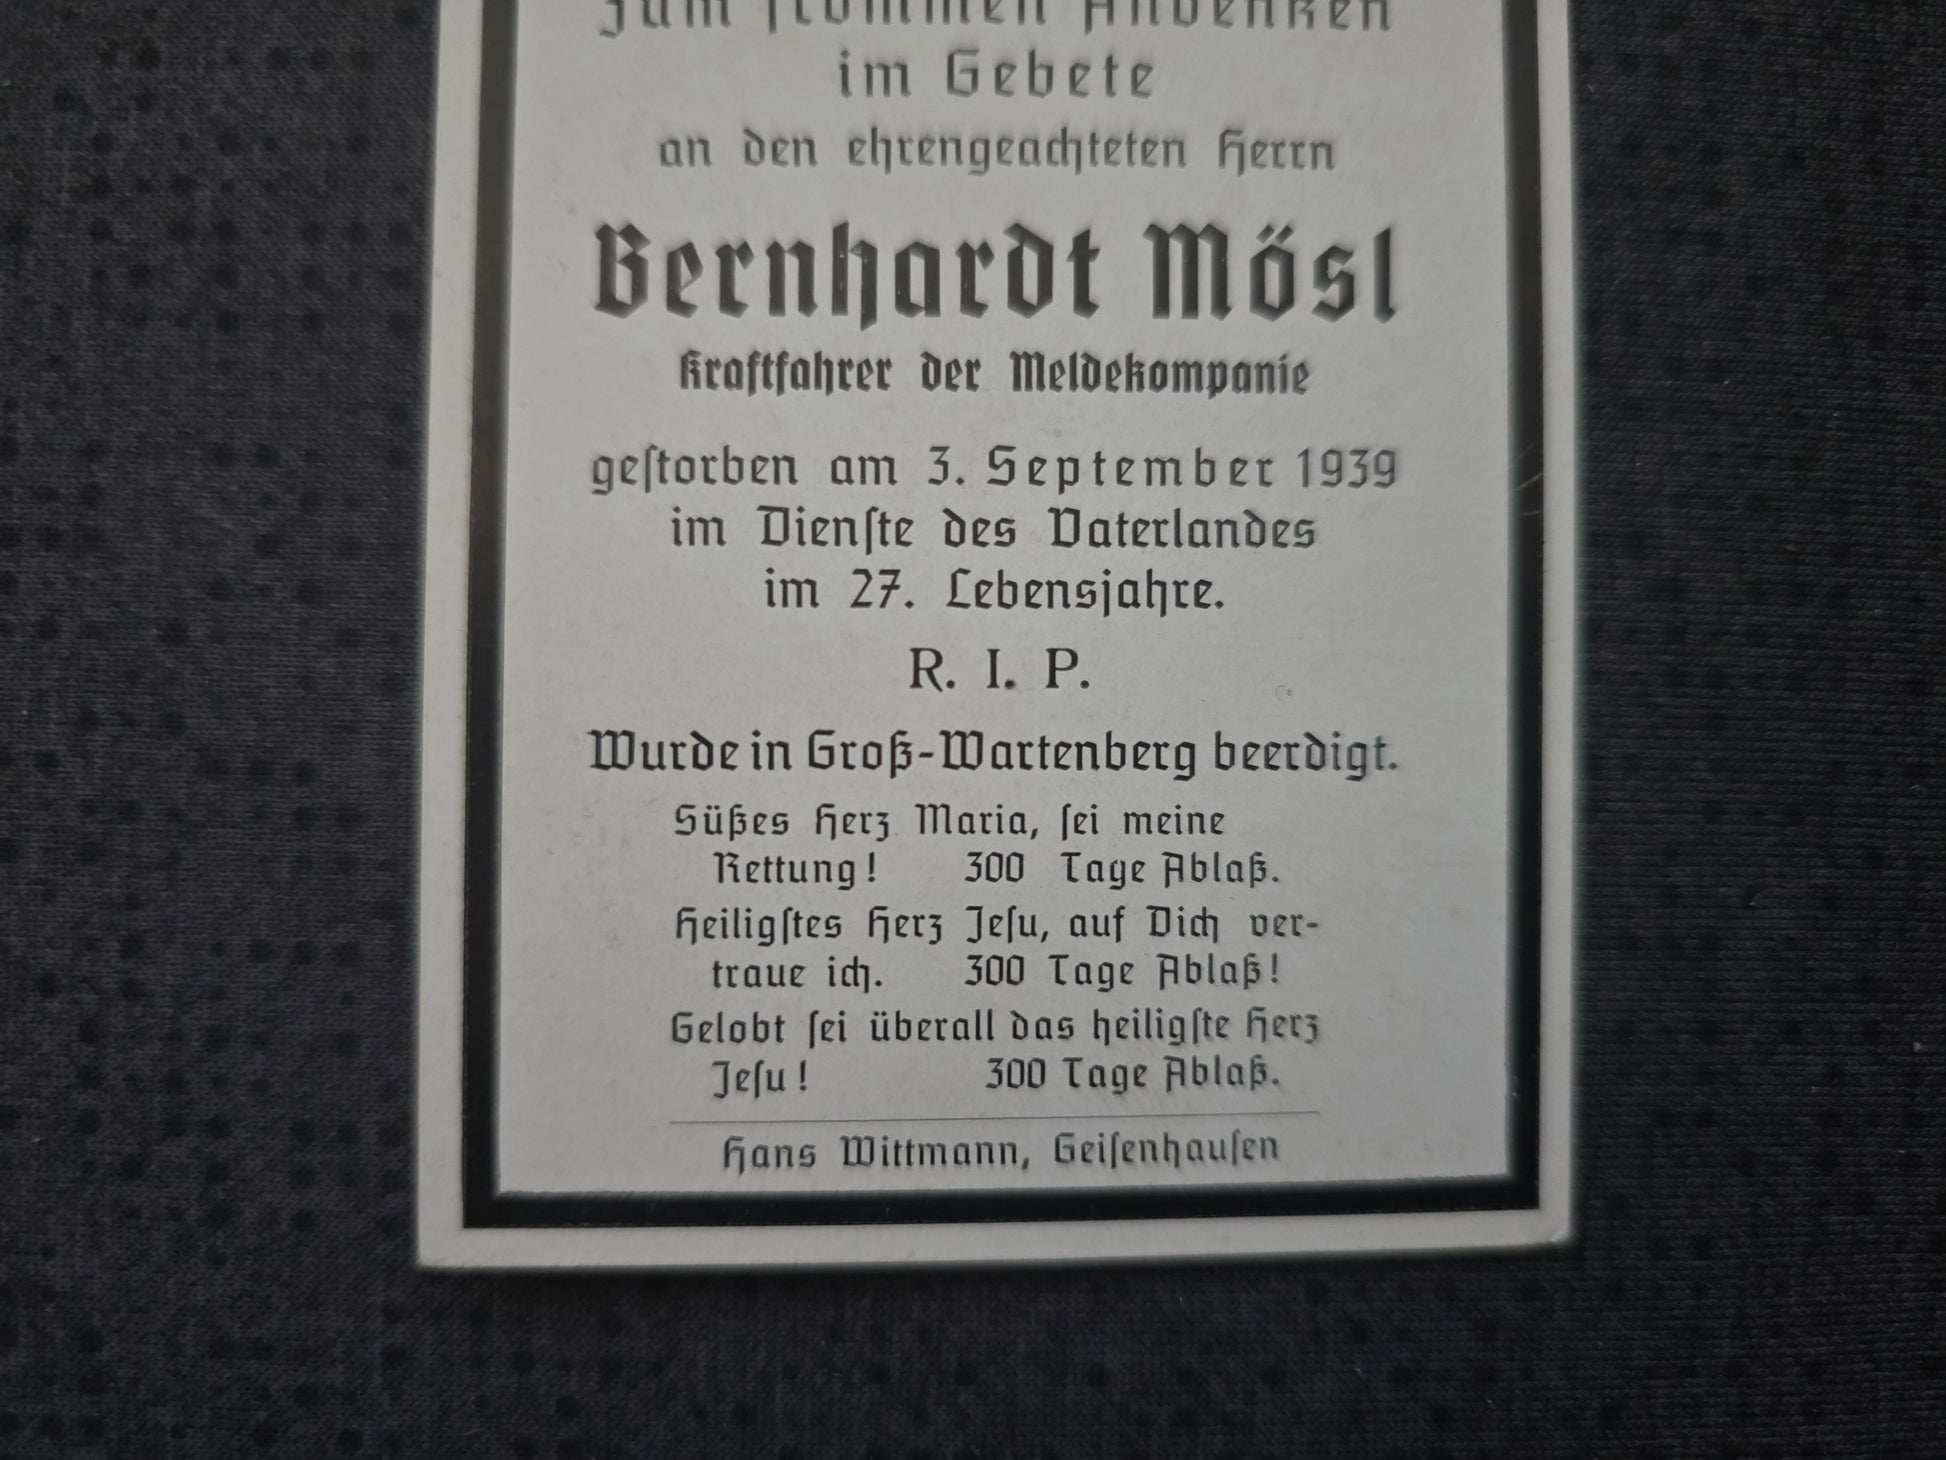 Zum frommen Andenken
im Gebete
an den ehrengeachteten Herrn
Bernhardt Mösl
Kraftfahrer der Meldekompanie
geſtorben am 3. September 1939
im Dienſte des Vaterlandes
im 27. Lebensjahre.
R. I. P.
Wurde in Groß-Wartenberg beerdigt.
Süßes Herz Maria, ſei meine
Rettung! 300 Tage Ablaß.
Heiligſtes Herz Jeſu, auf Dich ver-
traue ich. 300 Tage Ablaß!
Gelobt ſei überall das heiligſte Herz
Jeſu! 300 Tage Ablaß.
Hans Wittmann, Geiſenhauſen